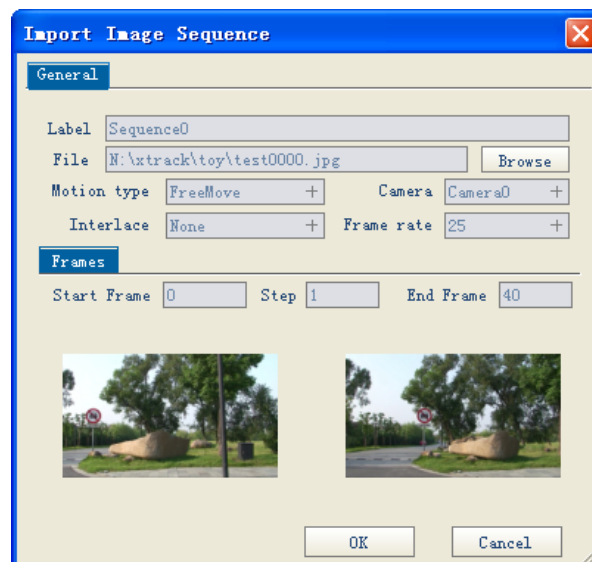 Import Image Sequence
General
Label Sequence0
File N:\xtrack\toy\test0000.jpg Browse
Motion type FreeMove Camera Camera0
Interlace None Frame rate 25
Frames
Start Frame 0 Step 1 End Frame 40
OK Cancel